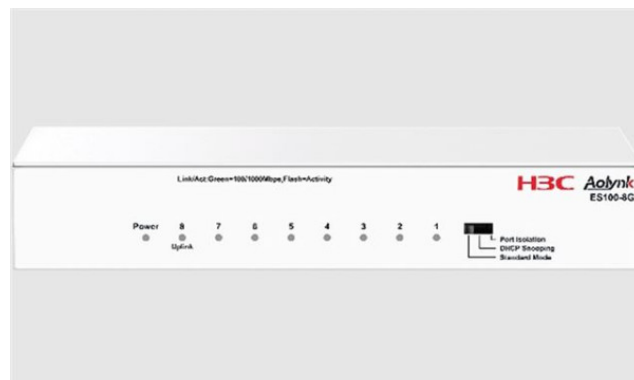 Link/Act:Green=100/1000Mbps,Flash=Activity
H3C Aolynk
ES100-8G
Power 8 7 6 5 4 3 2 1
Uplink
Port Isolation
DHCP Snooping
Standard Mode